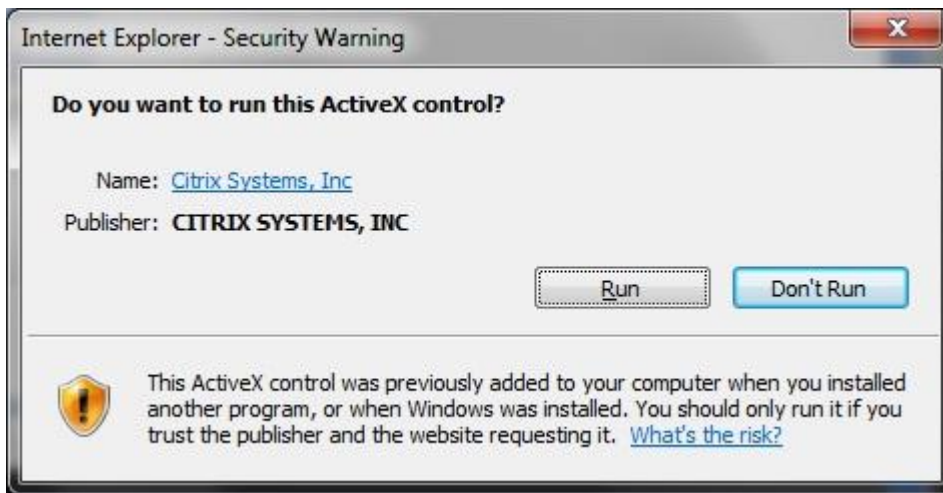 Internet Explorer - Security Warning
Do you want to run this ActiveX control?
Name: Citrix Systems, Inc
Publisher: CITRIX SYSTEMS, INC
Run Don't Run
This ActiveX control was previously added to your computer when you installed
another program, or when Windows was installed. You should only run it if you
trust the publisher and the website requesting it. What's the risk?